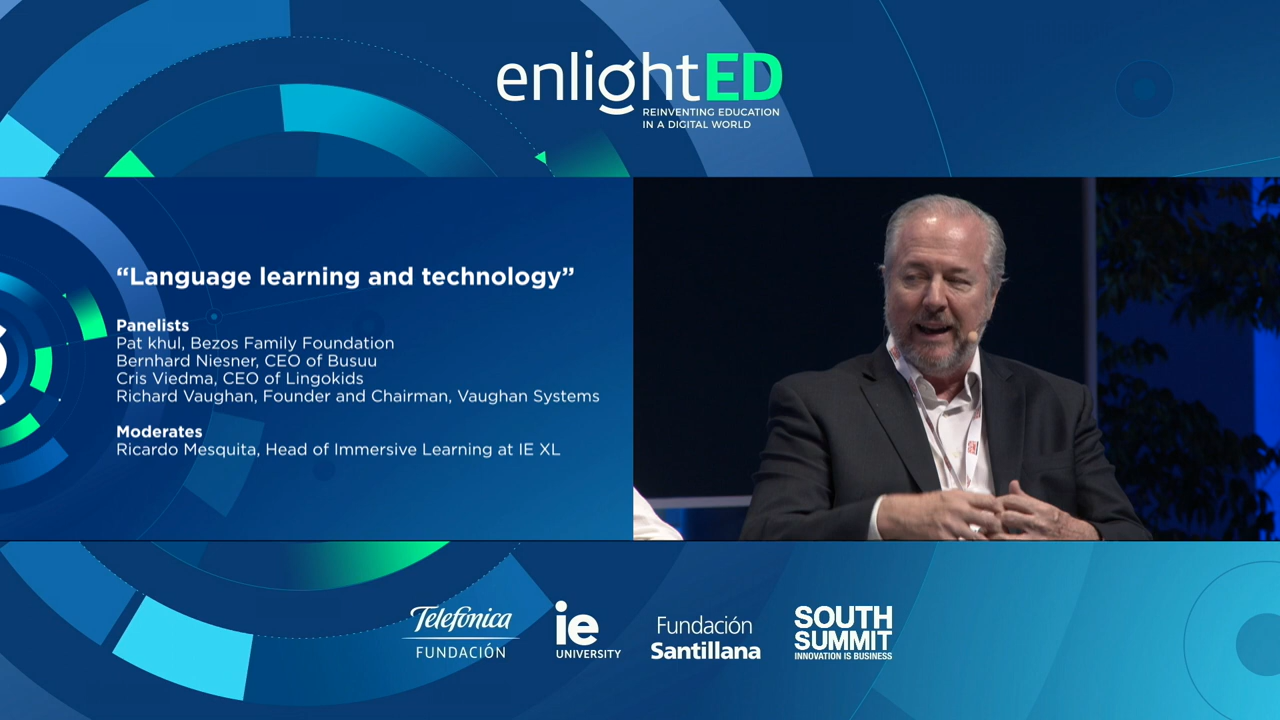 enlightED
REINVENTING EDUCATION
IN A DIGITAL WORLD
“Language learning and technology”
Panelists
Pat khul, Bezos Family Foundation
Bernhard Niesner, CEO of Busuu
Cris Viedma, CEO of Lingokids
Richard Vaughan, Founder and Chairman, Vaughan Systems
Moderates
Ricardo Mesquita, Head of Immersive Learning at IE XL
Telefónica
FUNDACIÓN
ie
UNIVERSITY
Fundación
Santillana
SOUTH
SUMMIT
INNOVATION IS BUSINESS